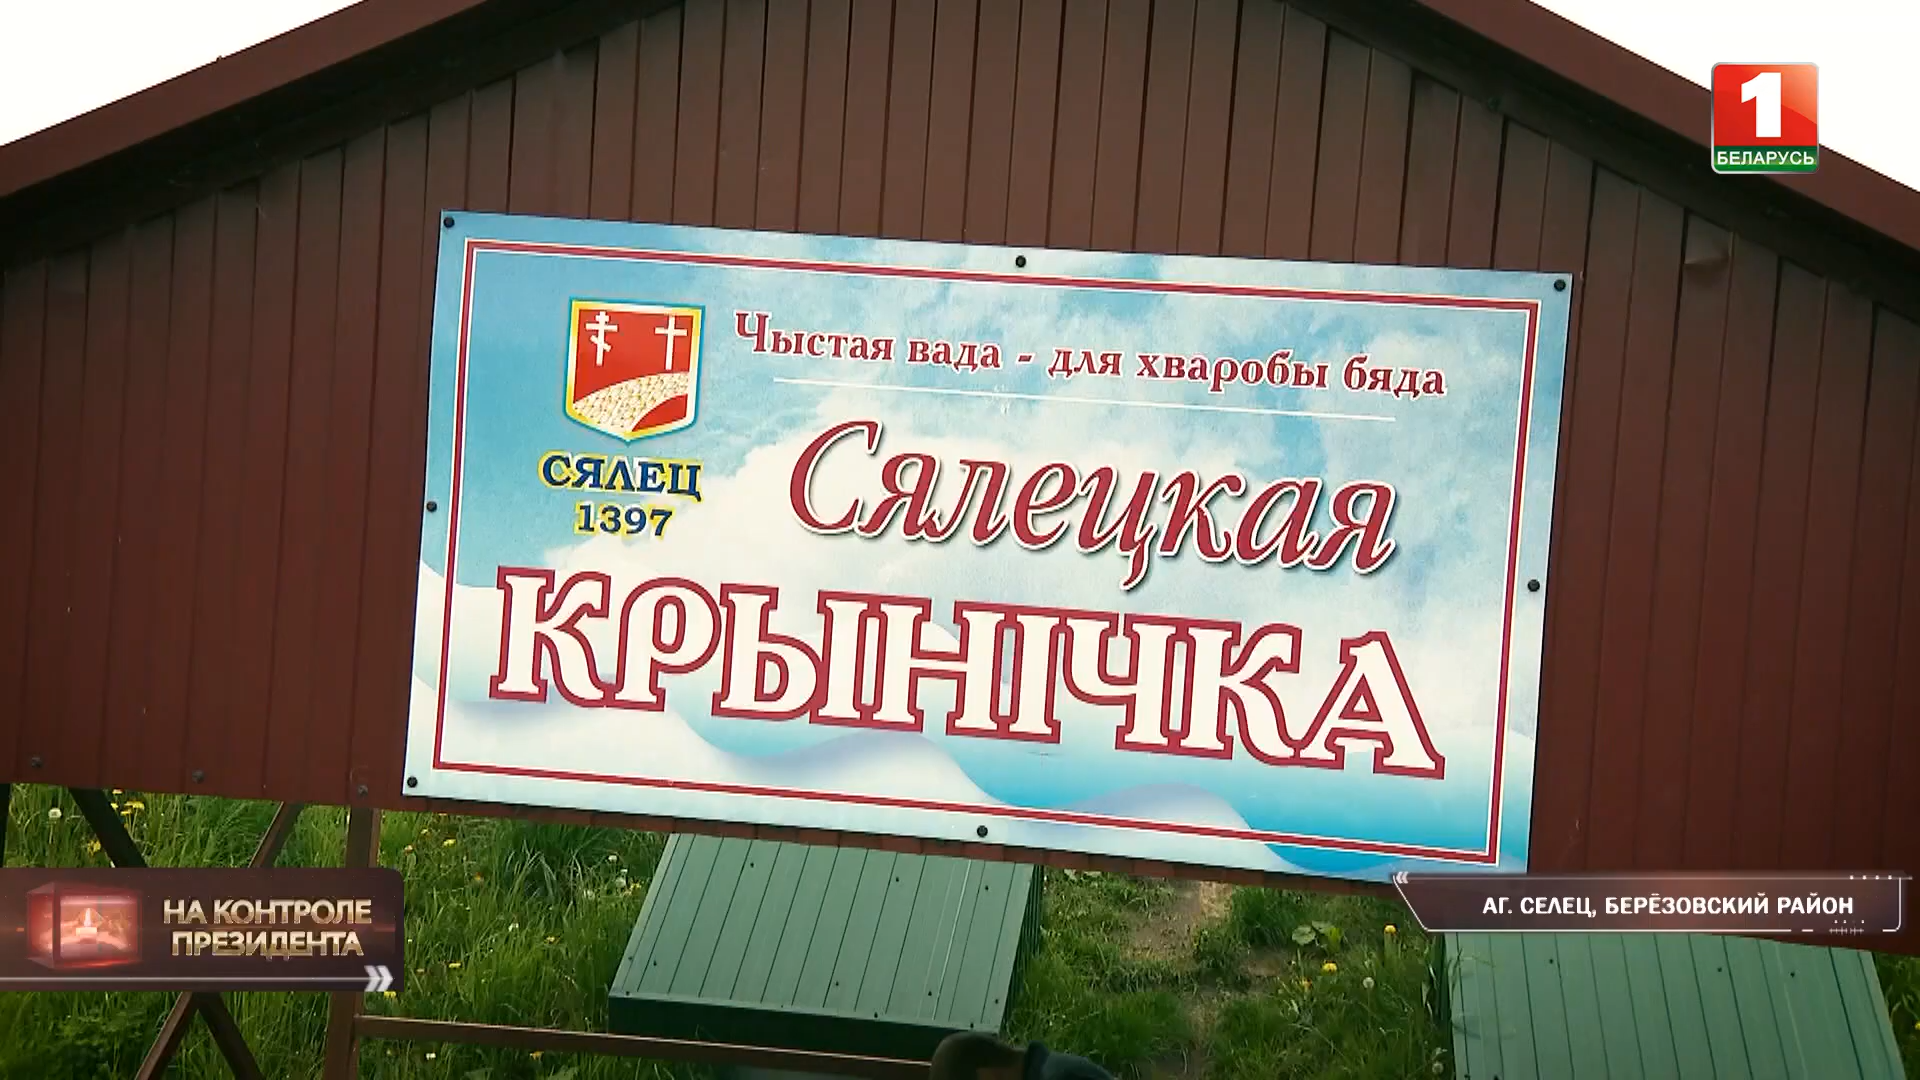 1
БЕЛАРУСЬ
Чыстая вада - для хваробы бяда
СЯЛЕЦ
1397
Сялецкая
КРЫНІЧКА
НА КОНТРОЛЕ
ПРЕЗИДЕНТА
АГ. СЕЛЕЦ, БЕРЁЗОВСКИЙ РАЙОН